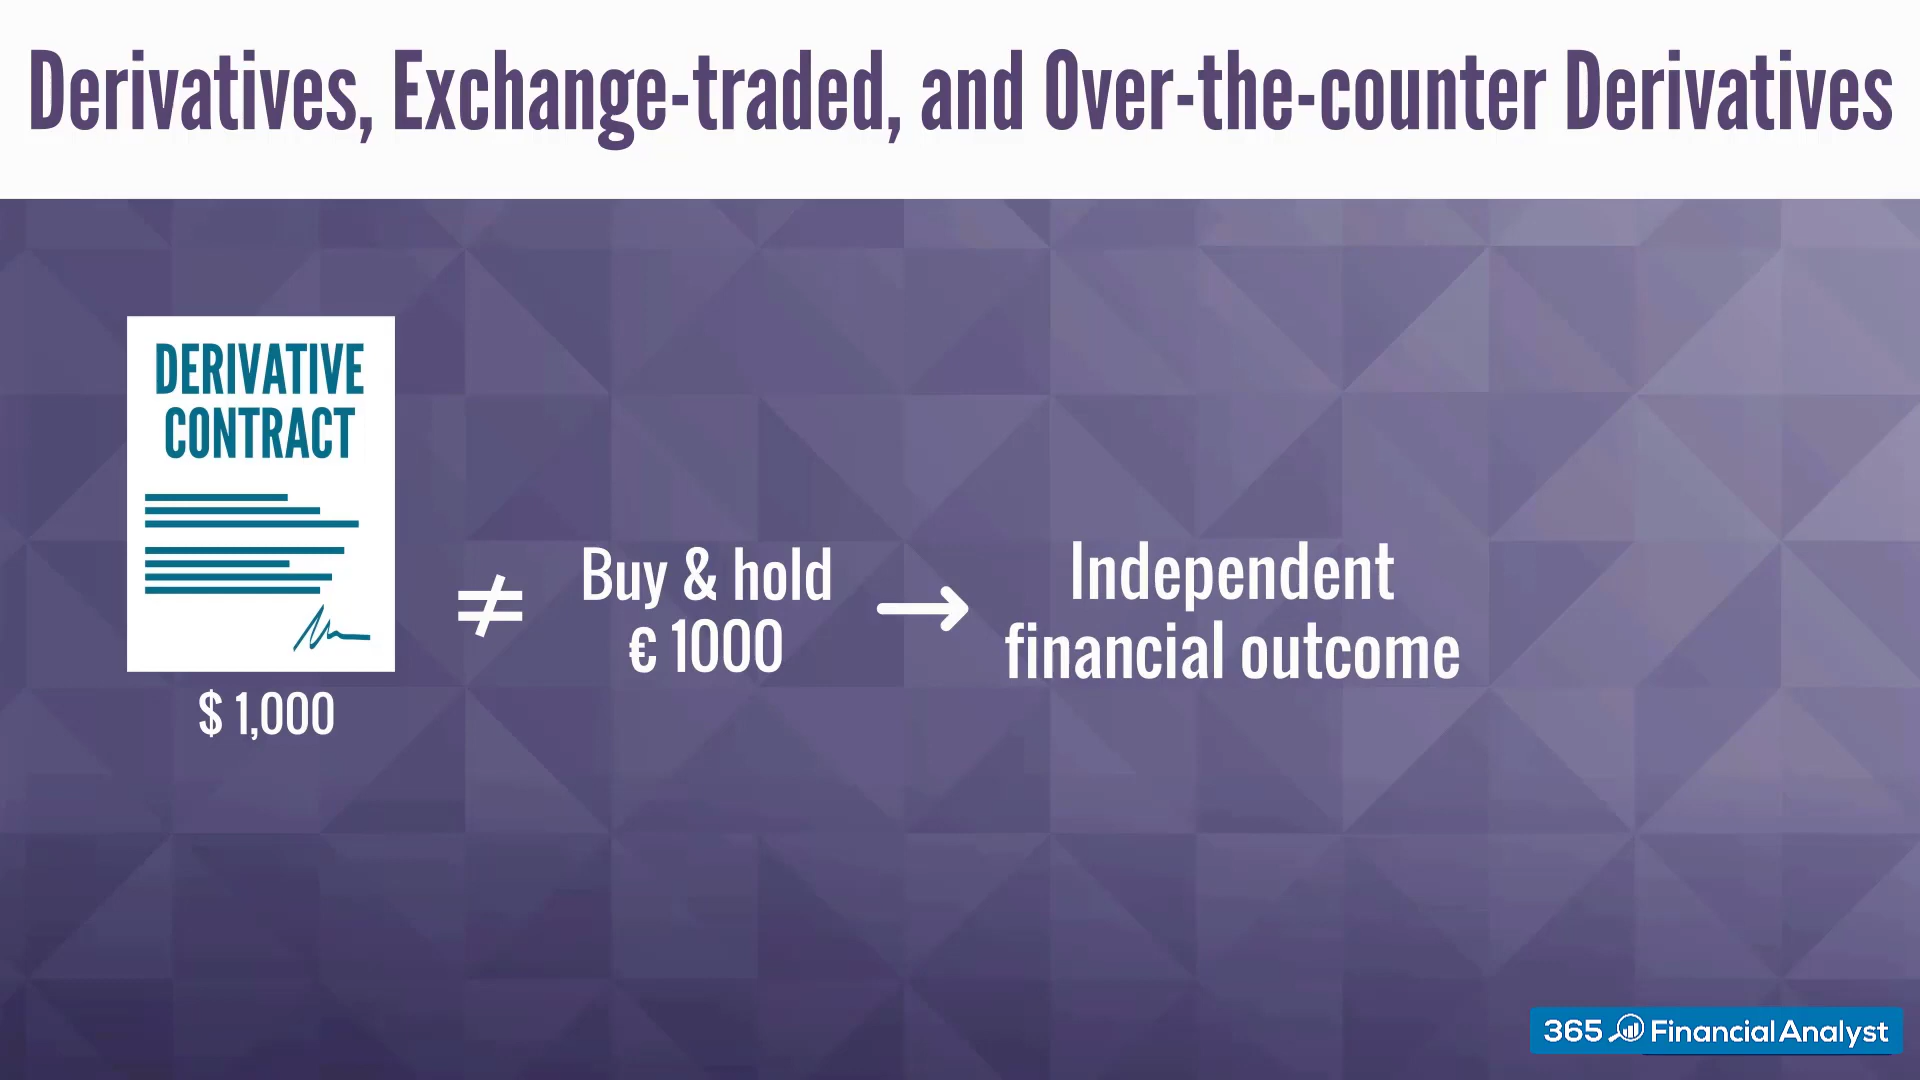 Derivatives, Exchange-traded, and Over-the-counter Derivatives
DERIVATIVE
CONTRACT
$ 1,000
≠
Buy & hold
€ 1000
→
Independent
financial outcome
365 Financial Analyst